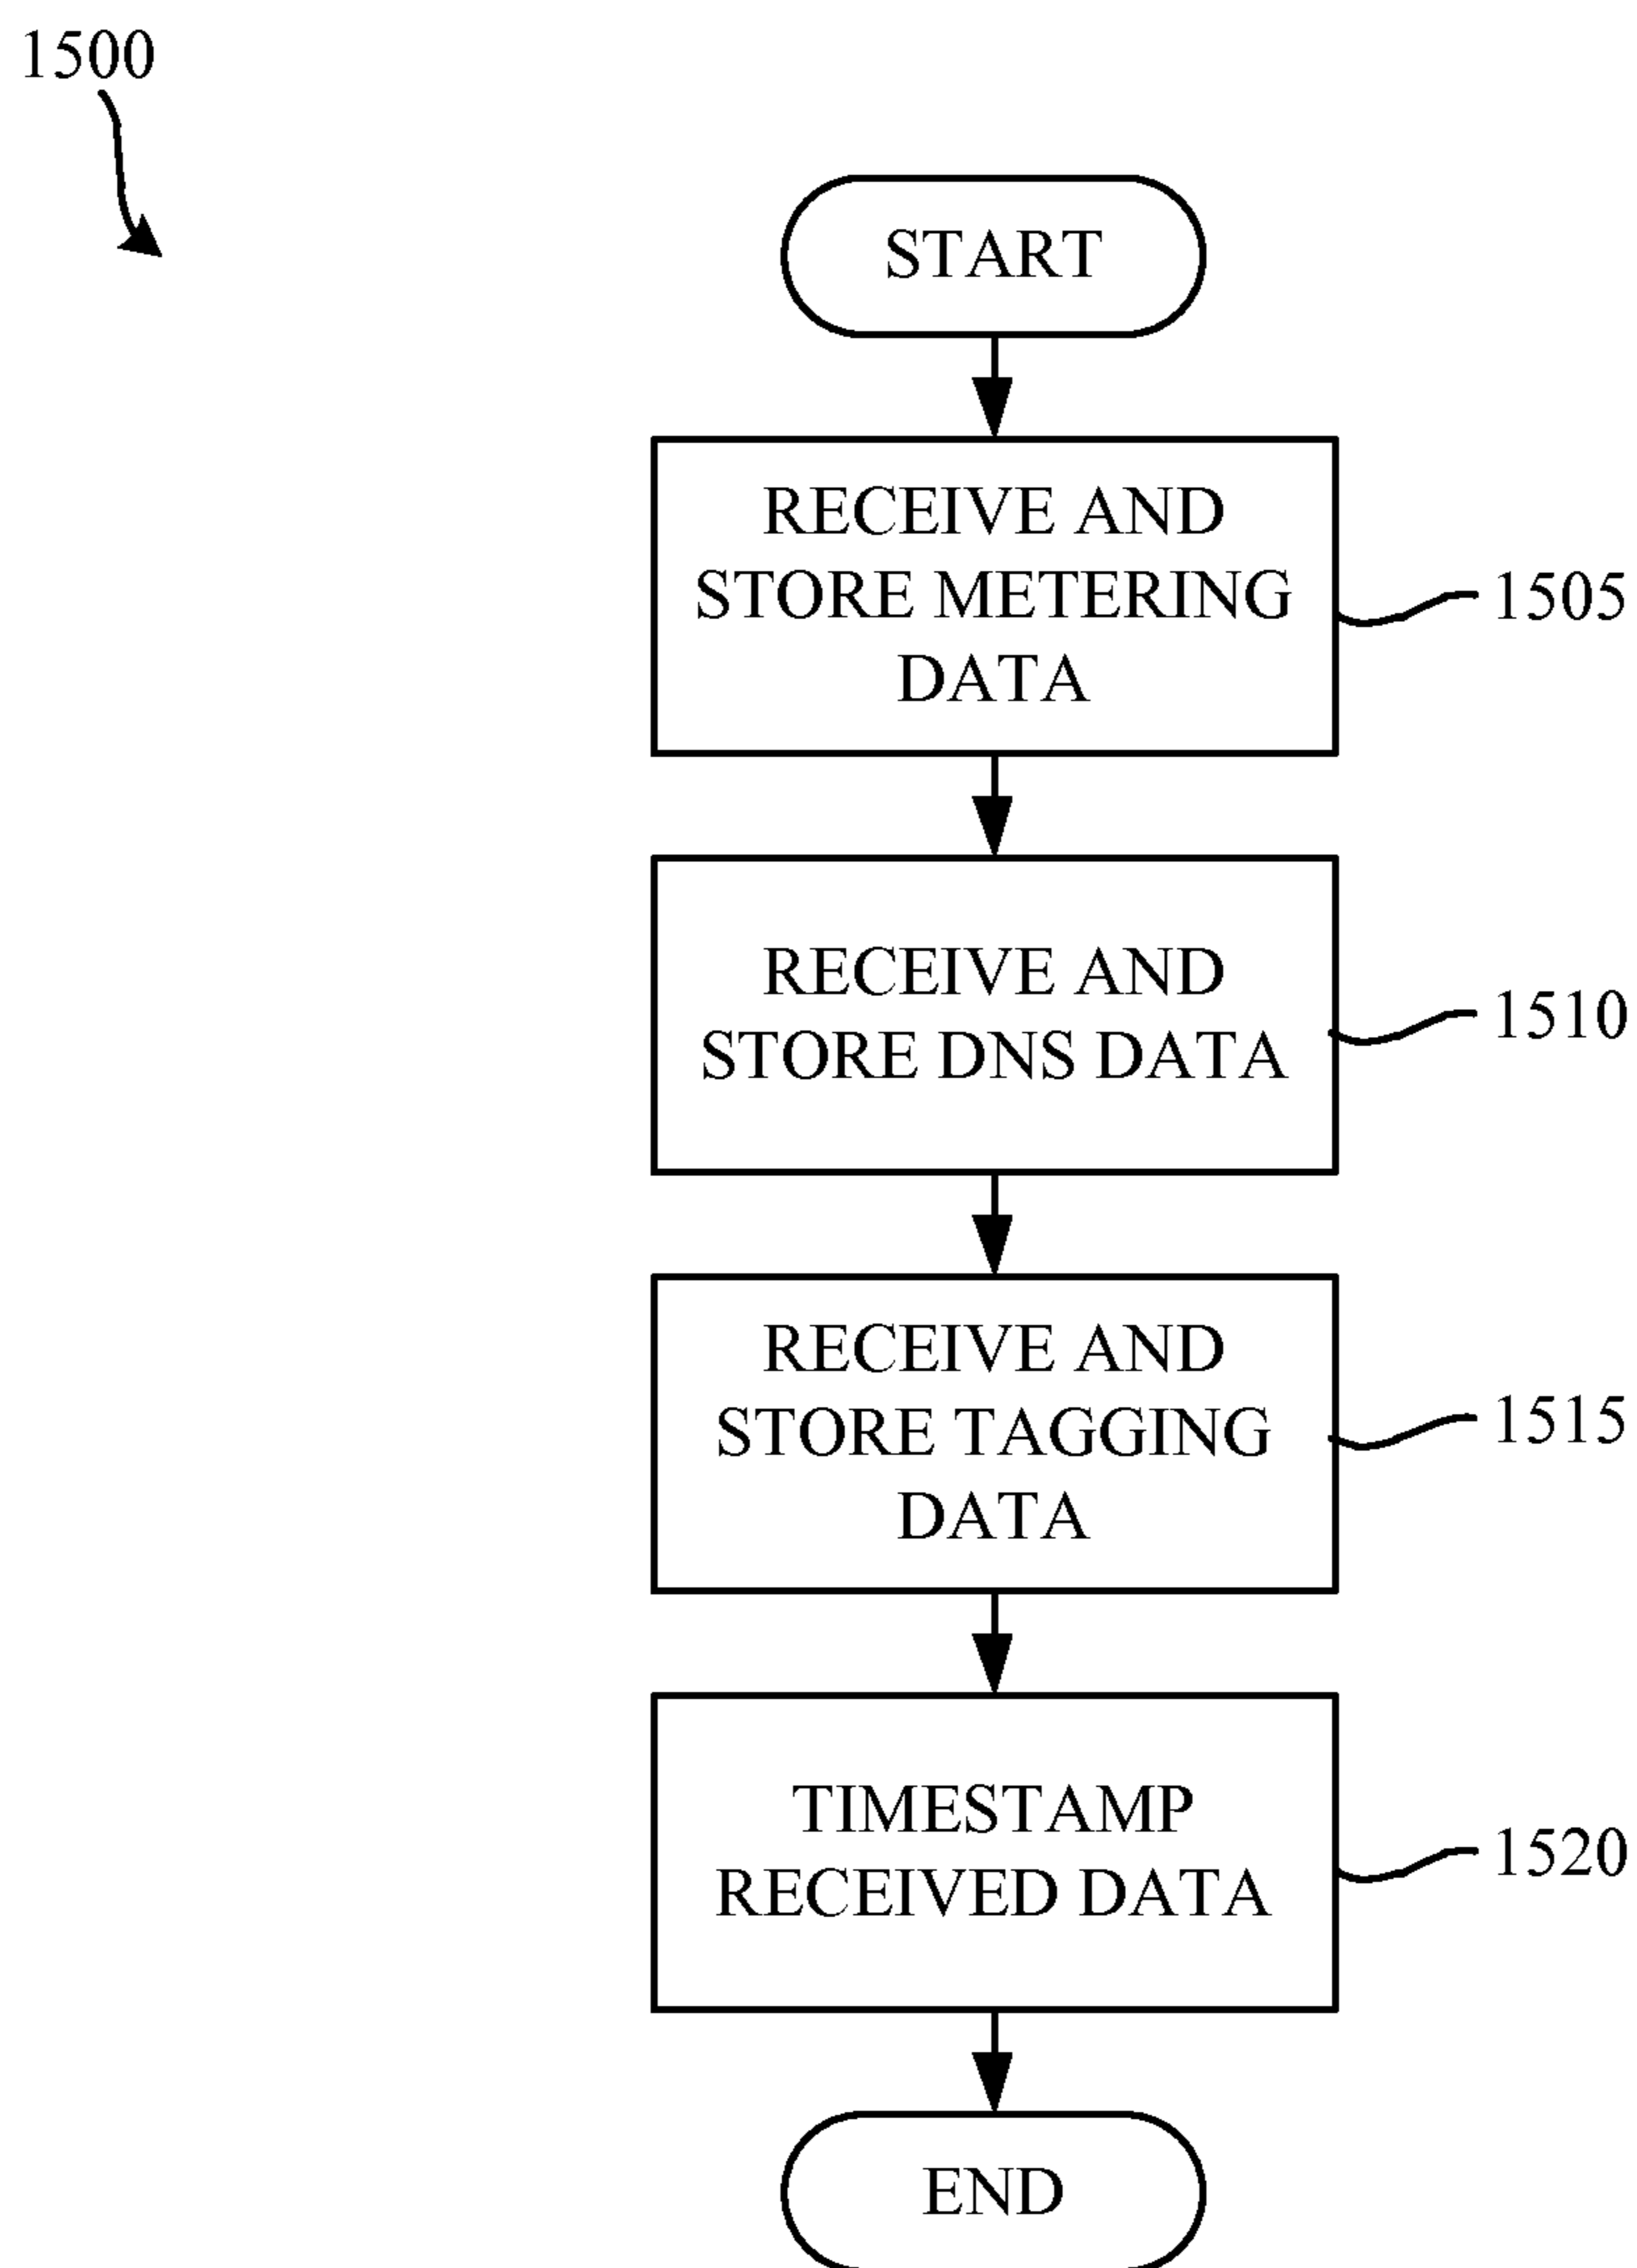 1500
START
RECEIVE AND
STORE METERING
DATA
1505
RECEIVE AND
STORE DNS DATA
1510
RECEIVE AND
STORE TAGGING
DATA
1515
TIMESTAMP
RECEIVED DATA
1520
END